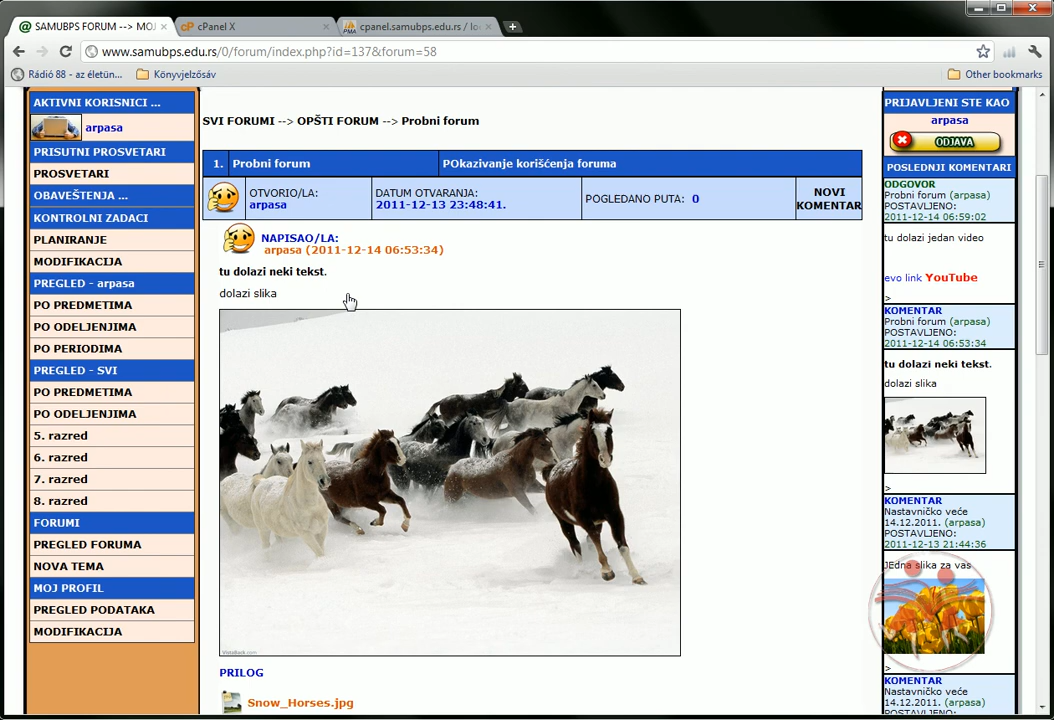 SAMUBPS FORUM --> MOJ
cPanel X
cpanel.samubps.edu.rs / lo
www.samubps.edu.rs/0/forum/index.php?id=137&forum=58
Rádió 88 - az életün...
Könyvjelzősáv
Other bookmarks
AKTIVNI KORISNICI ...
arpasa
PRISUTNI PROSVETARI
PROSVETARI
OBAVEŠTENJA ...
KONTROLNI ZADACI
PLANIRANJE
MODIFIKACIJA
PREGLED - arpasa
PO PREDMETIMA
PO ODELJENJIMA
PO PERIODIMA
PREGLED - SVI
PO PREDMETIMA
PO ODELJENJIMA
5. razred
6. razred
7. razred
8. razred
FORUMI
PREGLED FORUMA
NOVA TEMA
MOJ PROFIL
PREGLED PODATAKA
MODIFIKACIJA
SVI FORUMI --> OPŠTI FORUM --> Probni forum
1. Probni forum
POkazivanje korišćenja foruma
OTVORIO/LA:
arpasa
DATUM OTVARANJA:
2011-12-13 23:48:41.
POGLEDANO PUTA: 0
NOVI
KOMENTAR
NAPISAO/LA:
arpasa (2011-12-14 06:53:34)
tu dolazi neki tekst.
dolazi slika
VistaBack.com
PRILOG
Snow_Horses.jpg
PRIJAVLJENI STE KAO
arpasa
ODJAVA
POSLEDNJI KOMENTARI
ODGOVOR
Probni forum (arpasa)
POSTAVLJENO:
2011-12-14 06:59:02
tu dolazi jedan video
evo link YouTube
>
KOMENTAR
Probni forum (arpasa)
POSTAVLJENO:
2011-12-14 06:53:34
tu dolazi neki tekst.
dolazi slika
>
KOMENTAR
Nastavničko veće
14.12.2011. (arpasa)
POSTAVLJENO:
2011-12-13 21:44:36
JEdna slika za vas
>
KOMENTAR
Nastavničko veće
14.12.2011. (arpasa)
POSTAVLJENO: